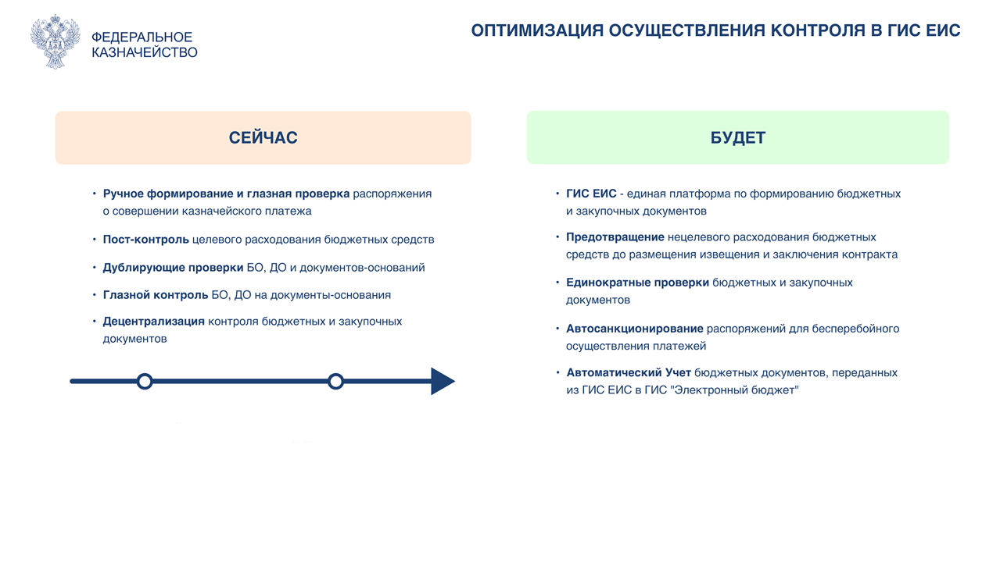 ФЕДЕРАЛЬНОЕ
КАЗНАЧЕЙСТВО
ОПТИМИЗАЦИЯ ОСУЩЕСТВЛЕНИЯ КОНТРОЛЯ В ГИС ЕИС
СЕЙЧАС
• Ручное формирование и глазная проверка распоряжения
о совершении казначейского платежа
• Пост-контроль целевого расходования бюджетных средств
• Дублирующие проверки БО, ДО и документов-оснований
• Глазной контроль БО, ДО на документы-основания
• Децентрализация контроля бюджетных и закупочных
документов
БУДЕТ
• ГИС ЕИС - единая платформа по формированию бюджетных
и закупочных документов
• Предотвращение нецелевого расходования бюджетных
средств до размещения извещения и заключения контракта
• Единократные проверки бюджетных и закупочных
документов
• Автосанкционирование распоряжений для бесперебойного
осуществления платежей
• Автоматический Учет бюджетных документов, переданных
из ГИС ЕИС в ГИС "Электронный бюджет"